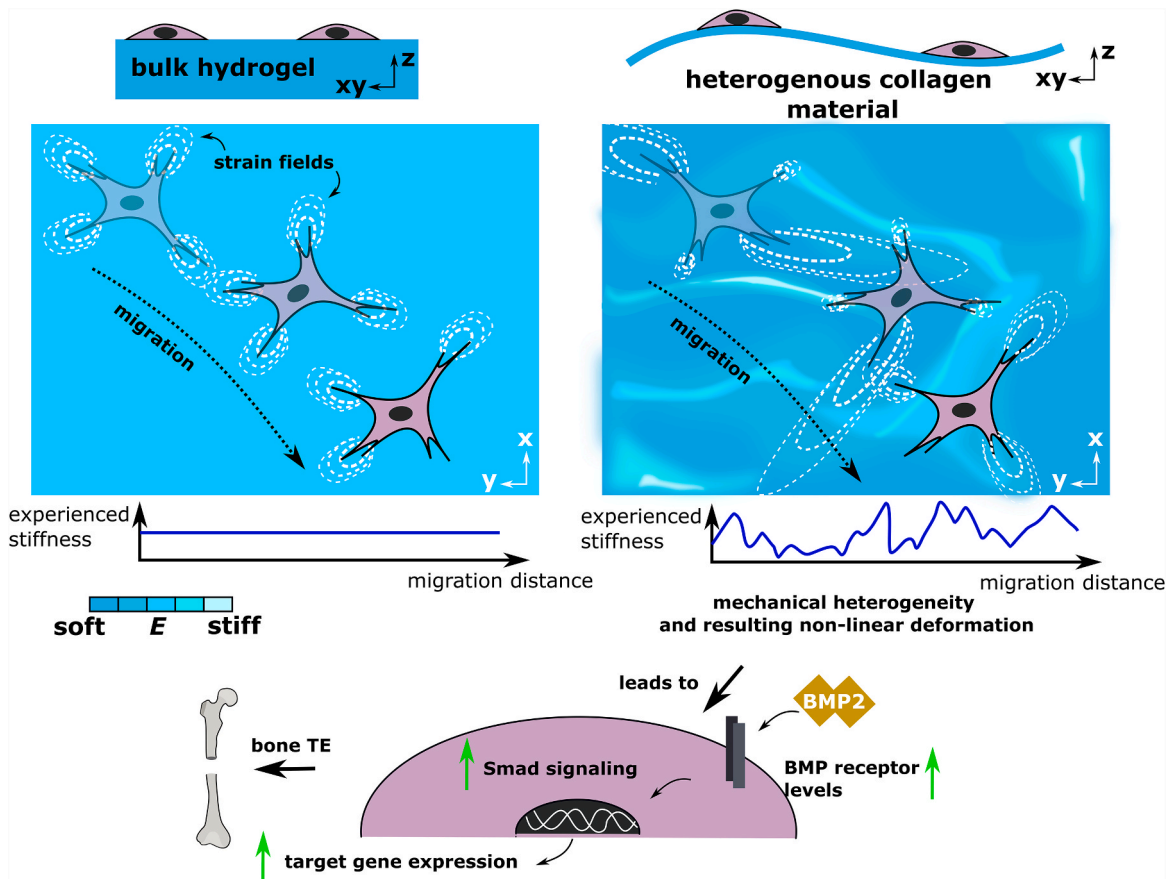 bulk hydrogel
z
xy
heterogenous collagen
material
z
xy
strain fields
migration
x
y
migration
x
y
experienced
stiffness
migration distance
experienced
stiffness
migration distance
soft E stiff
mechanical heterogeneity
and resulting non-linear deformation
leads to
BMP2
bone TE
Smad signaling
BMP receptor
levels
target gene expression